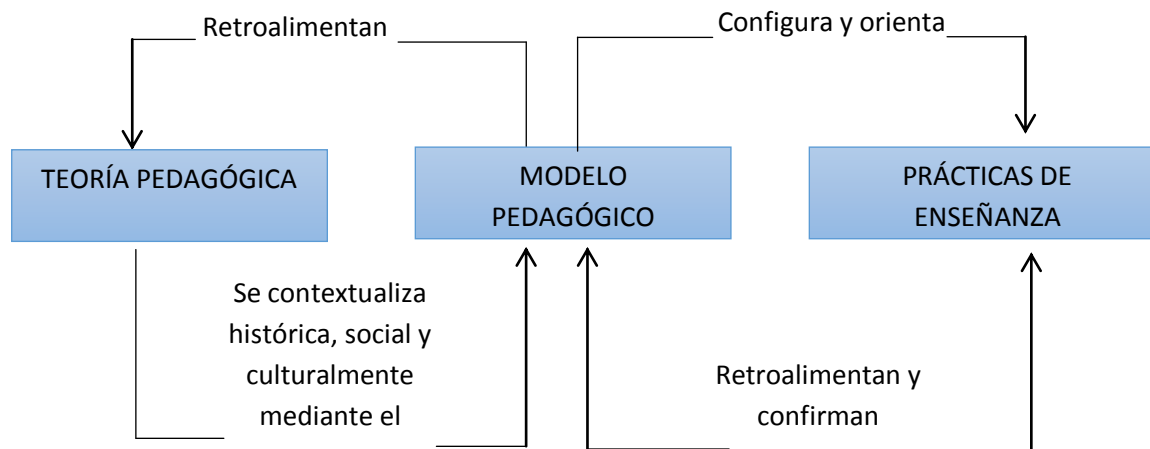 Retroalimentan
Configura y orienta
TEORÍA PEDAGÓGICA
MODELO
PEDAGÓGICO
PRÁCTICAS DE
ENSEÑANZA
Se contextualiza
histórica, social y
culturalmente
mediante el
Retroalimentan y
confirman